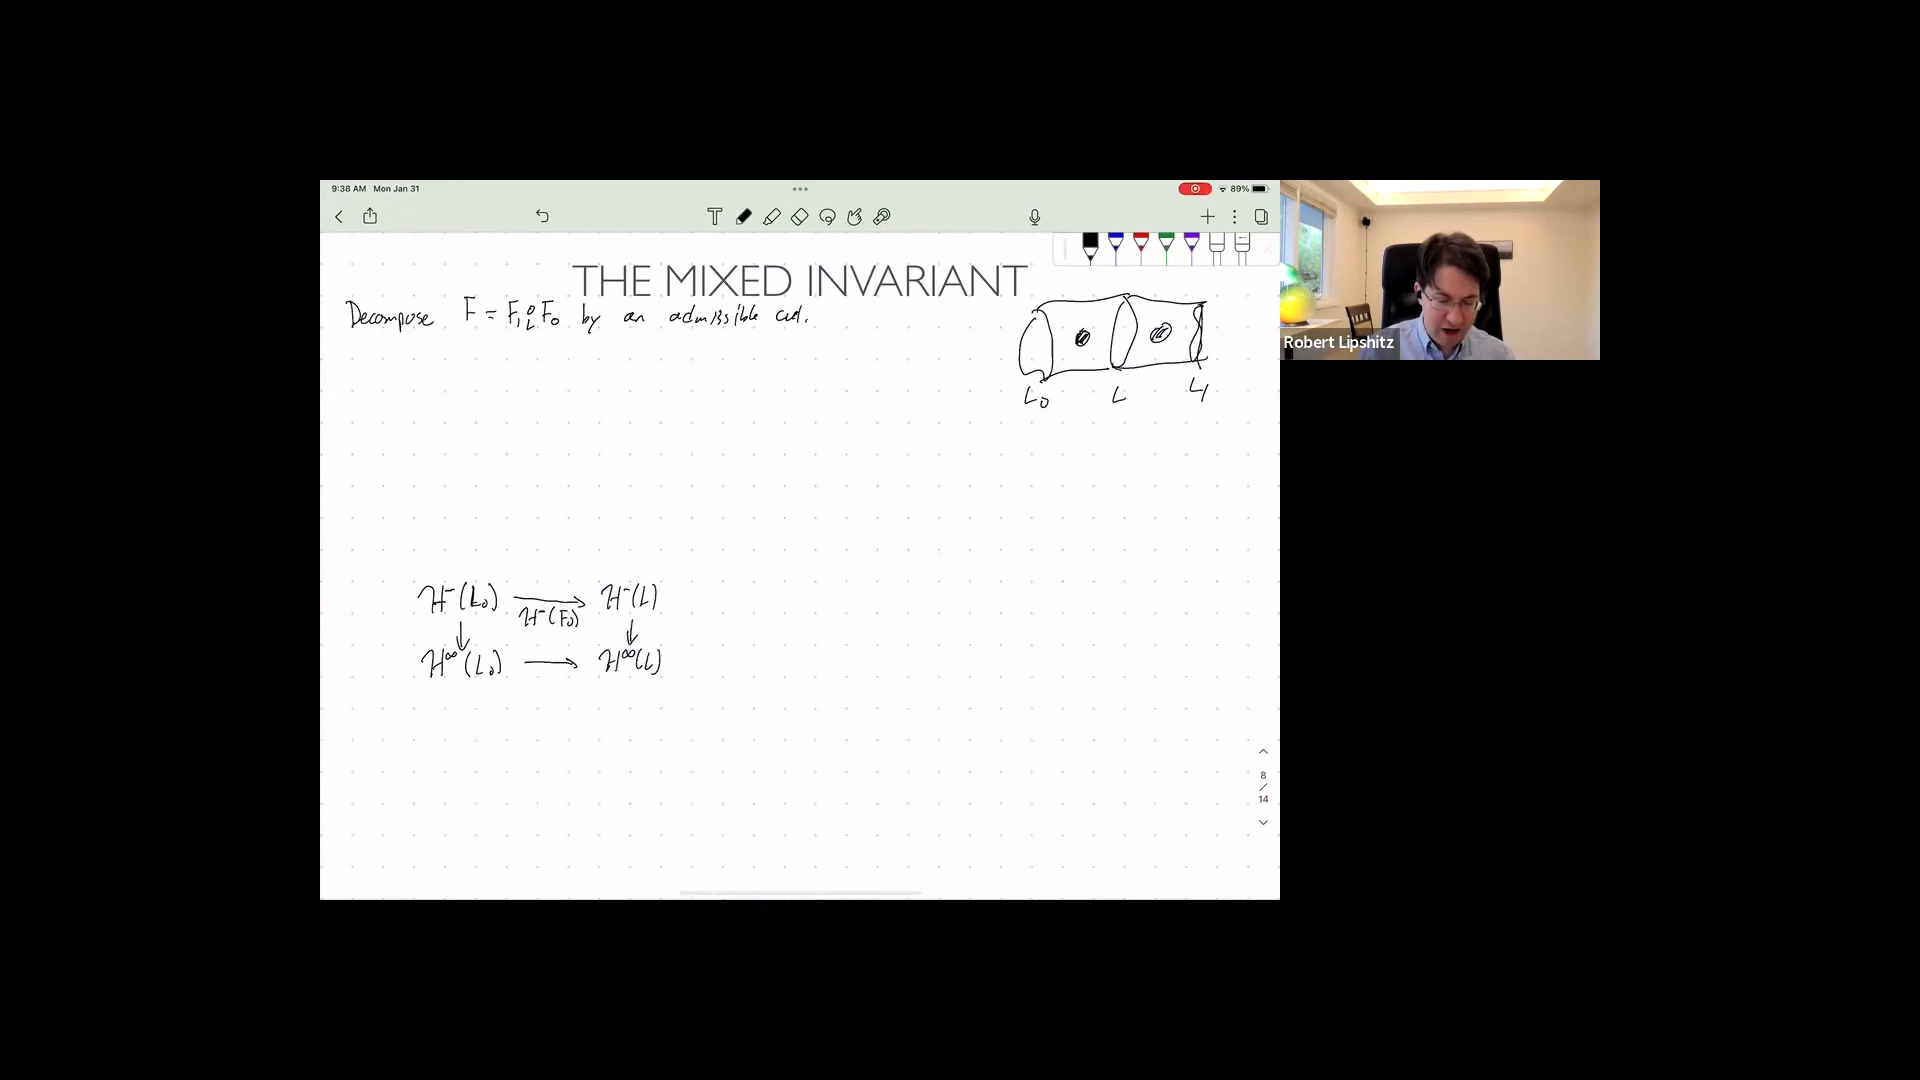 9:38 AM Mon Jan 31
89%
THE MIXED INVARIANT
Decompose F = F₁ ∘_L F₀ by an admissible cut.
L₀ L L₁
H⁻(L₀) → H⁻(L)
H⁻(F₀)
↓ ↓
H^∞(L₀) → H^∞(L)
8
/
14
Robert Lipshitz